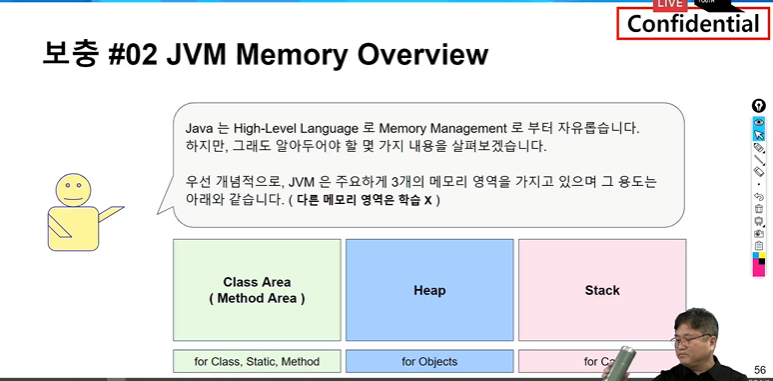 LIVE
Confidential
보충 #02 JVM Memory Overview
Java 는 High-Level Language 로 Memory Management 로 부터 자유롭습니다.
하지만, 그래도 알아두어야 할 몇 가지 내용을 살펴보겠습니다.
우선 개념적으로, JVM 은 주요하게 3개의 메모리 영역을 가지고 있으며 그 용도는
아래와 같습니다. ( 다른 메모리 영역은 학습 X )
Class Area
( Method Area )
Heap
Stack
for Class, Static, Method
for Objects
for
56